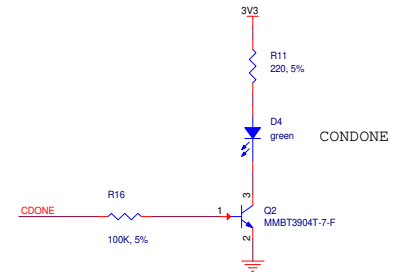 3V3
R11
220, 5%
D4
green
CONDONE
R16
3
CDONE
1
Q2
MMBT3904T-7-F
100K, 5%
2